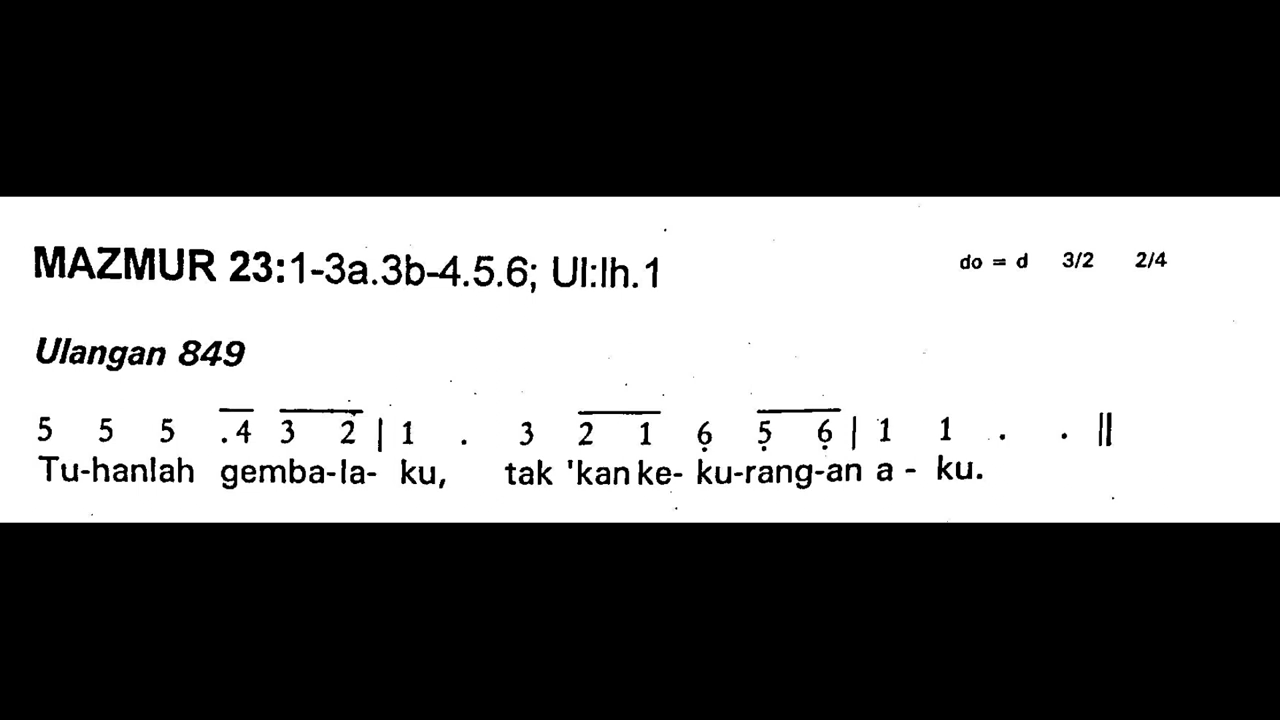 MAZMUR 23:1-3a.3b-4.5.6; Ul:lh.1 do = d 3/2 2/4
Ulangan 849
5 5 5 .4 3 2 | 1 . 3 2 1 6̣ 5̣ 6̣ | 1 1 . . ||
Tu-hanlah gemba-la- ku, tak 'kan ke- ku-rang-an a - ku.